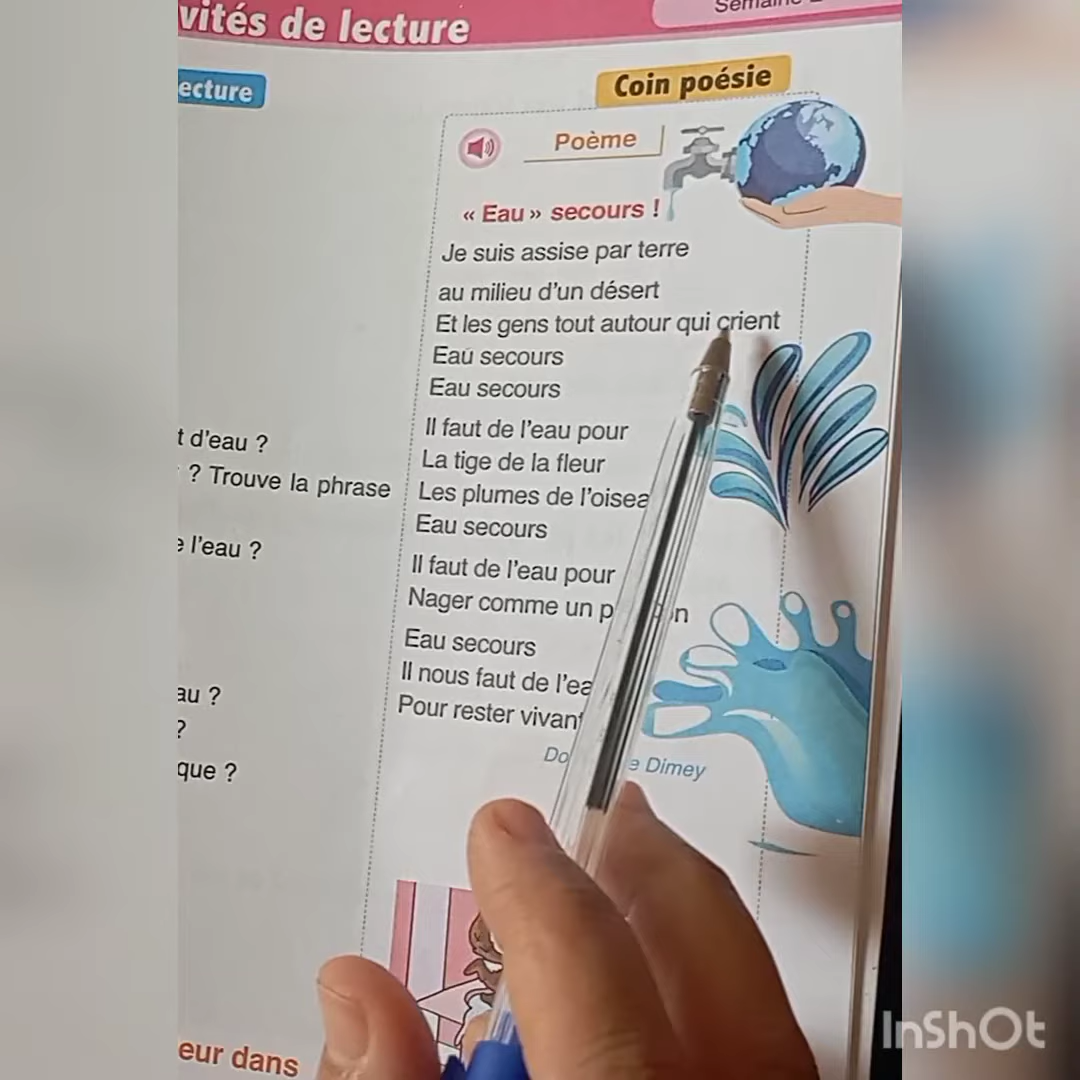 vités de lecture
ecture
Coin poésie
Poème
« Eau » secours !
Je suis assise par terre
au milieu d'un désert
Et les gens tout autour qui crient
Eau secours
Eau secours
Il faut de l'eau pour
La tige de la fleur
Les plumes de l'oisea
Eau secours
Il faut de l'eau pour
Nager comme un p
Eau secours
Il nous faut de l'ea
Pour rester vivant
Dimey
t d'eau ?
? Trouve la phrase
e l'eau ?
au ?
?
que ?
eur dans
InShOt